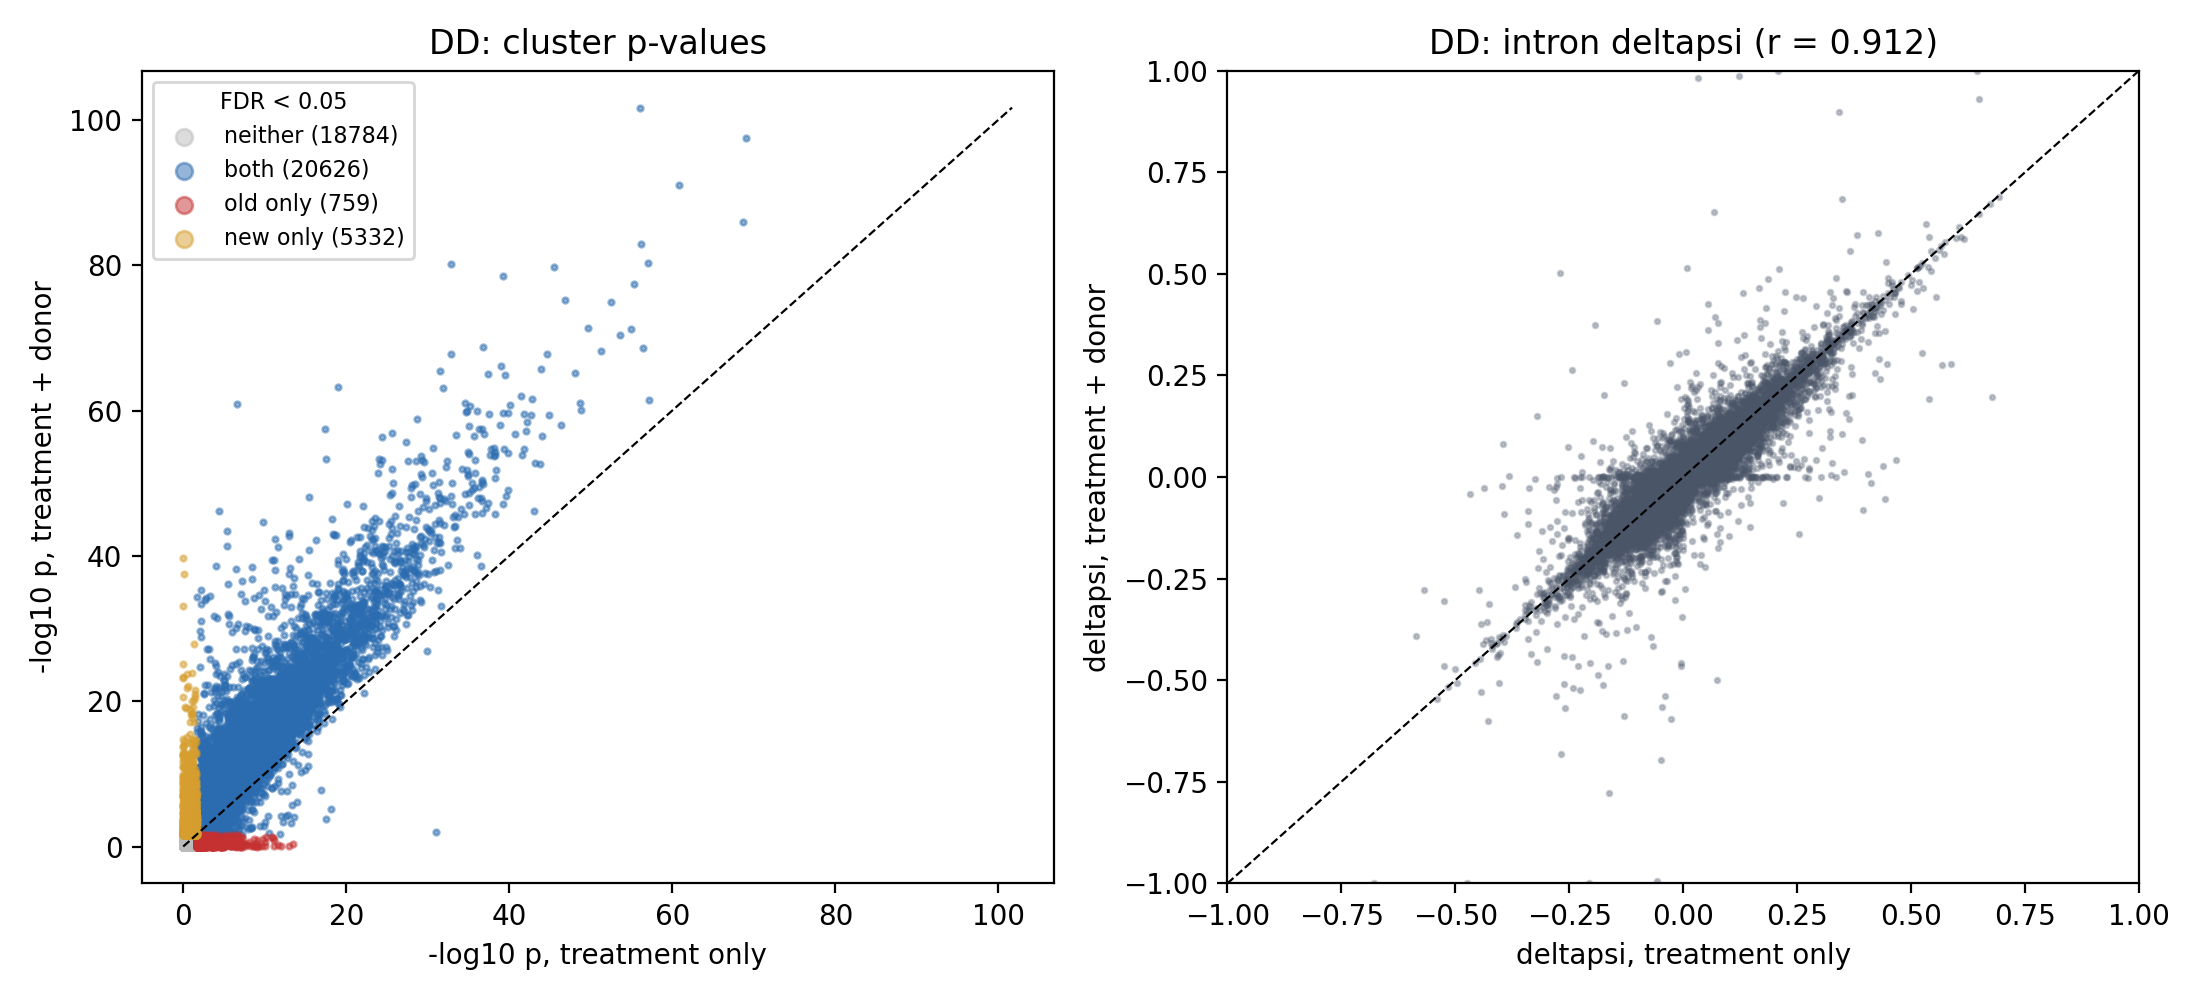 DD: cluster p-values
FDR < 0.05
neither (18784)
both (20626)
old only (759)
new only (5332)
100
80
60
40
20
0
-log10 p, treatment + donor
0 20 40 60 80 100
-log10 p, treatment only
DD: intron deltapsi (r = 0.912)
1.00
0.75
0.50
0.25
0.00
−0.25
−0.50
−0.75
−1.00
deltapsi, treatment + donor
−1.00 −0.75 −0.50 −0.25 0.00 0.25 0.50 0.75 1.00
deltapsi, treatment only